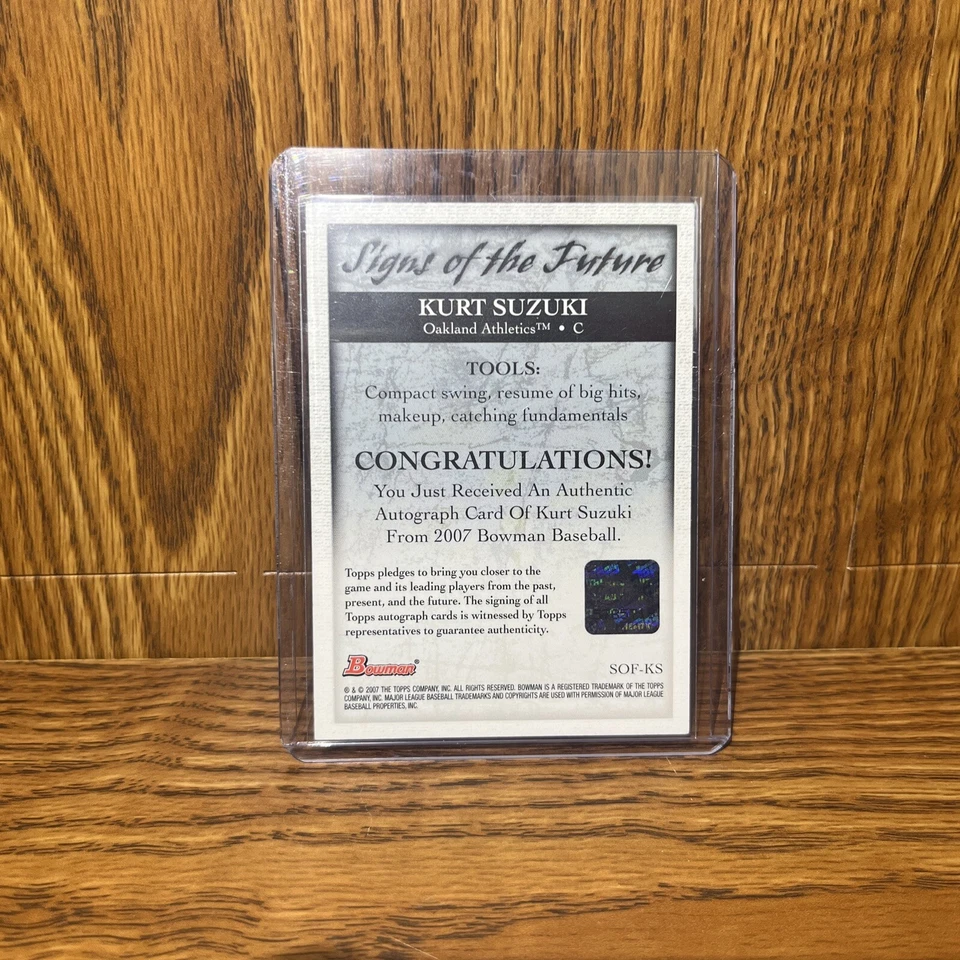 Signs of the Future
KURT SUZUKI
Oakland Athletics™ • C
TOOLS:
Compact swing, resume of big hits,
makeup, catching fundamentals
CONGRATULATIONS!
You Just Received An Authentic
Autograph Card Of Kurt Suzuki
From 2007 Bowman Baseball.
Topps pledges to bring you closer to the
game and its leading players from the past,
present, and the future. The signing of all
Topps autograph cards is witnessed by Topps
representatives to guarantee authenticity.
Bowman®
SOF-KS
® & © 2007 THE TOPPS COMPANY, INC. ALL RIGHTS RESERVED. BOWMAN IS A REGISTERED TRADEMARK OF THE TOPPS
COMPANY, INC. MAJOR LEAGUE BASEBALL TRADEMARKS AND COPYRIGHTS ARE USED WITH PERMISSION OF MAJOR LEAGUE
BASEBALL PROPERTIES, INC.